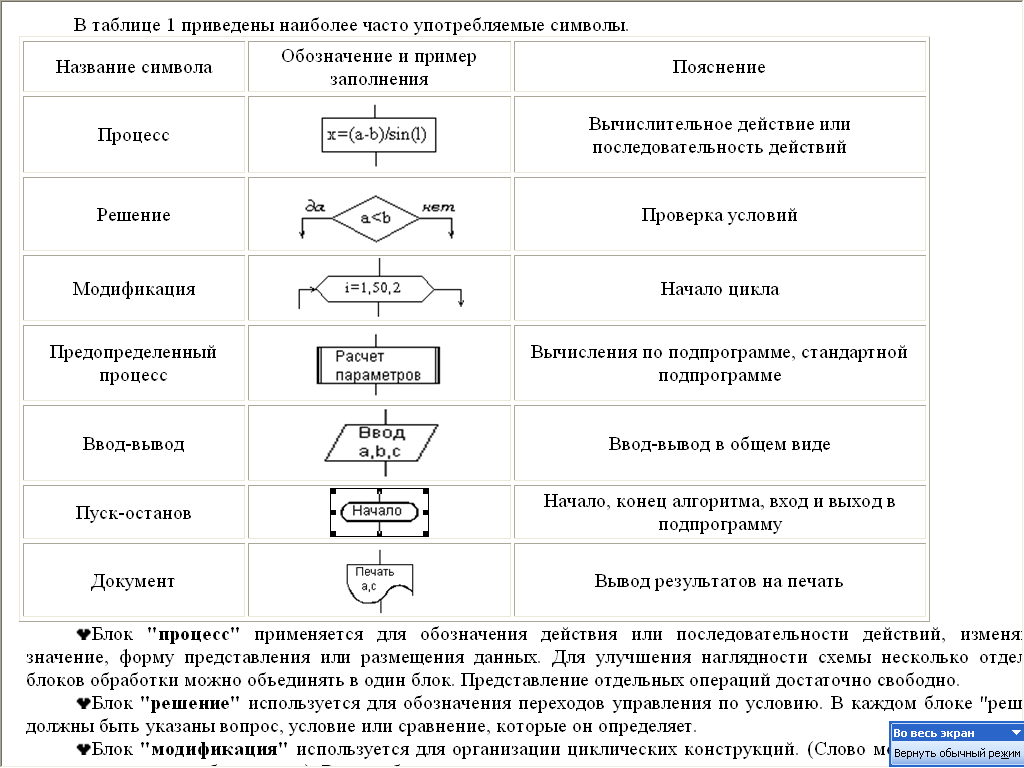 В таблице 1 приведены наиболее часто употребляемые символы.
Название символа
Обозначение и пример
заполнения
Пояснение
Процесс
x=(a-b)/sin(l)
Вычислительное действие или
последовательность действий
Решение
да
a<b
нет
Проверка условий
Модификация
i=1,50,2
Начало цикла
Предопределенный
процесс
Расчет
параметров
Вычисления по подпрограмме, стандартной
подпрограмме
Ввод-вывод
Ввод
a,b,c
Ввод-вывод в общем виде
Пуск-останов
Начало
Начало, конец алгоритма, вход и выход в
подпрограмму
Документ
Печать
a,c
Вывод результатов на печать
Блок "процесс" применяется для обозначения действия или последовательности действий,
значение, форму представления или размещения данных. Для улучшения наглядности схемы несколько
блоков обработки можно объединять в один блок. Представление отдельных операций достаточно свободно.
Блок "решение" используется для обозначения переходов управления по условию. В каждом блоке
должны быть указаны вопрос, условие или сравнение, которые он определяет.
Блок "модификация" используется для организации циклических конструкций. (Слово
Во весь экран
Вернуть обычный режим